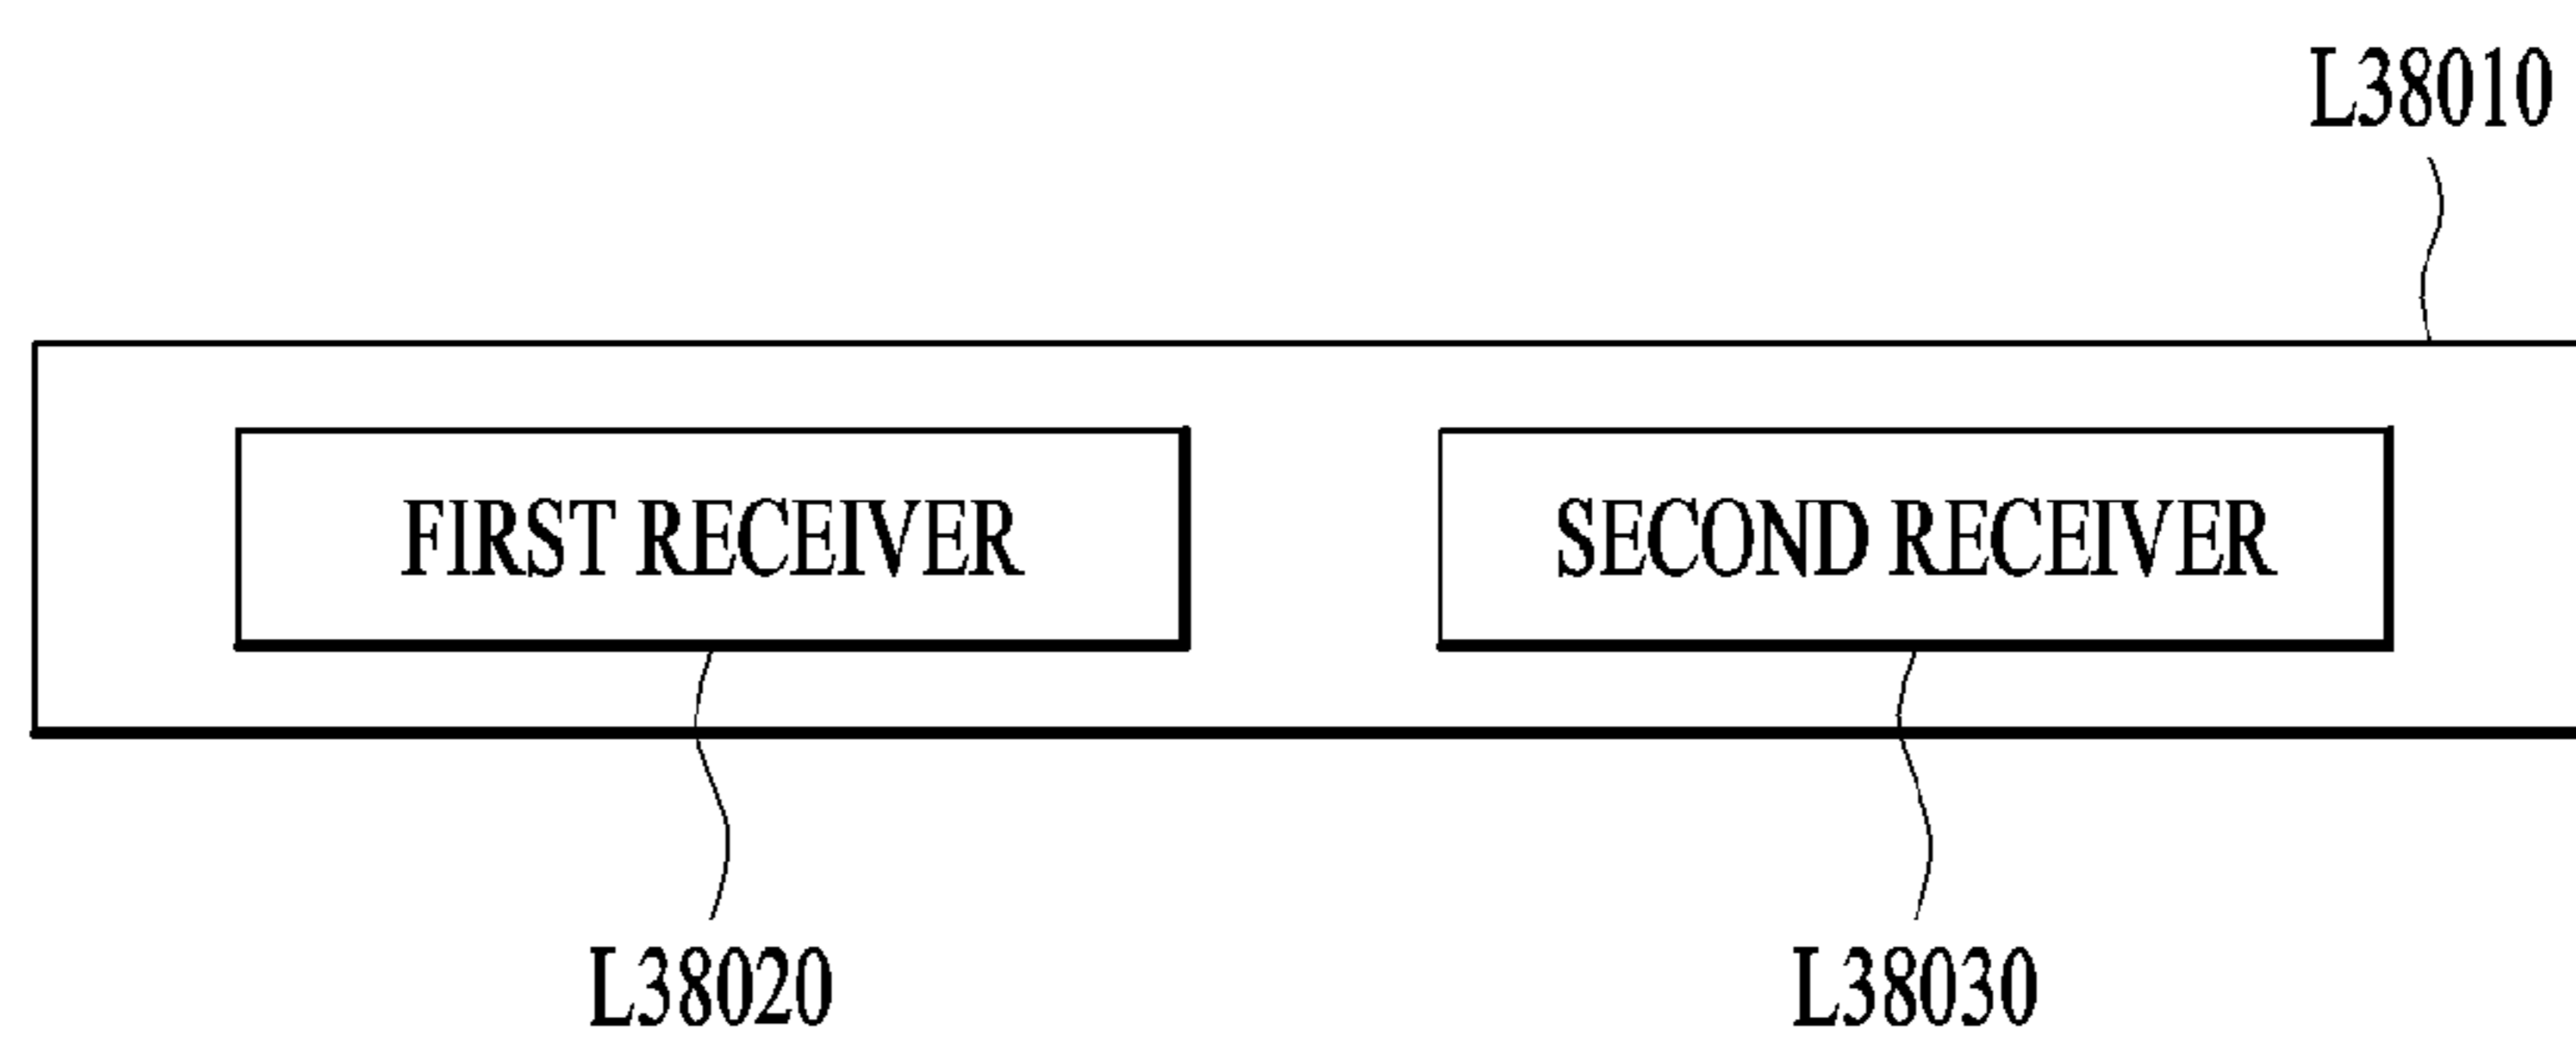 L38010
FIRST RECEIVER
SECOND RECEIVER
L38020
L38030